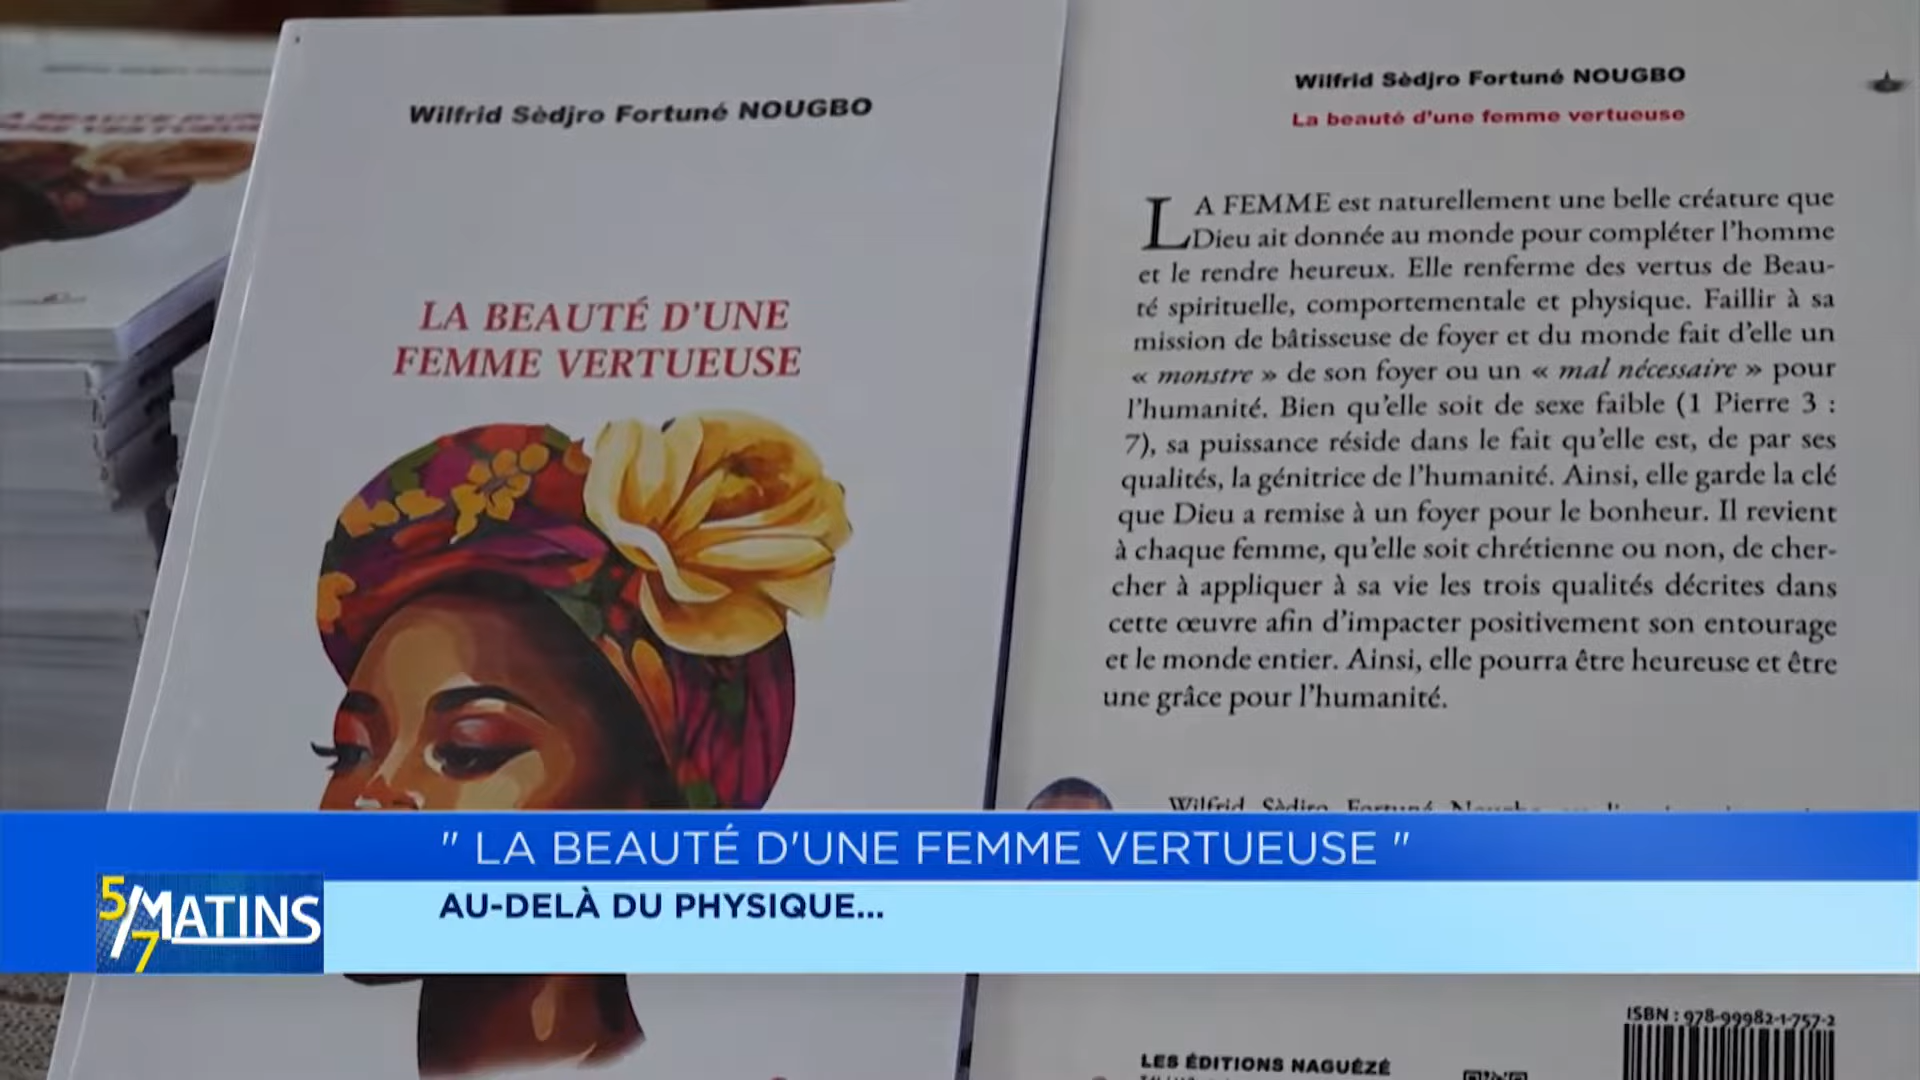 Wilfrid Sèdjro Fortuné NOUGBO
LA BEAUTÉ D'UNE
FEMME VERTUEUSE
Wilfrid Sèdjro Fortuné NOUGBO
La beauté d'une femme vertueuse
LA FEMME est naturellement une belle créature que
Dieu ait donnée au monde pour compléter l'homme
et le rendre heureux. Elle renferme des vertus de Beau-
té spirituelle, comportementale et physique. Faillir à sa
mission de bâtisseuse de foyer et du monde fait d'elle un
« monstre » de son foyer ou un « mal nécessaire » pour
l'humanité. Bien qu'elle soit de sexe faible (1 Pierre 3 :
7), sa puissance réside dans le fait qu'elle est, de par ses
qualités, la génitrice de l'humanité. Ainsi, elle garde la clé
que Dieu a remise à un foyer pour le bonheur. Il revient
à chaque femme, qu'elle soit chrétienne ou non, de cher-
cher à appliquer à sa vie les trois qualités décrites dans
cette œuvre afin d'impacter positivement son entourage
et le monde entier. Ainsi, elle pourra être heureuse et être
une grâce pour l'humanité.
Wilfrid Sèdjro Fortuné Nougbo
" LA BEAUTÉ D'UNE FEMME VERTUEUSE "
AU-DELÀ DU PHYSIQUE...
5/7 MATINS
ISBN : 978-99982-1-757-2
LES ÉDITIONS NAGUÉZÉ